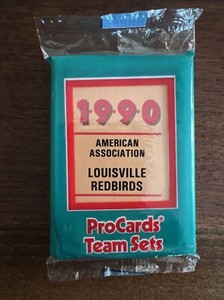 1990
AMERICAN
ASSOCIATION
LOUISVILLE
REDBIRDS
ProCards®
Team Sets